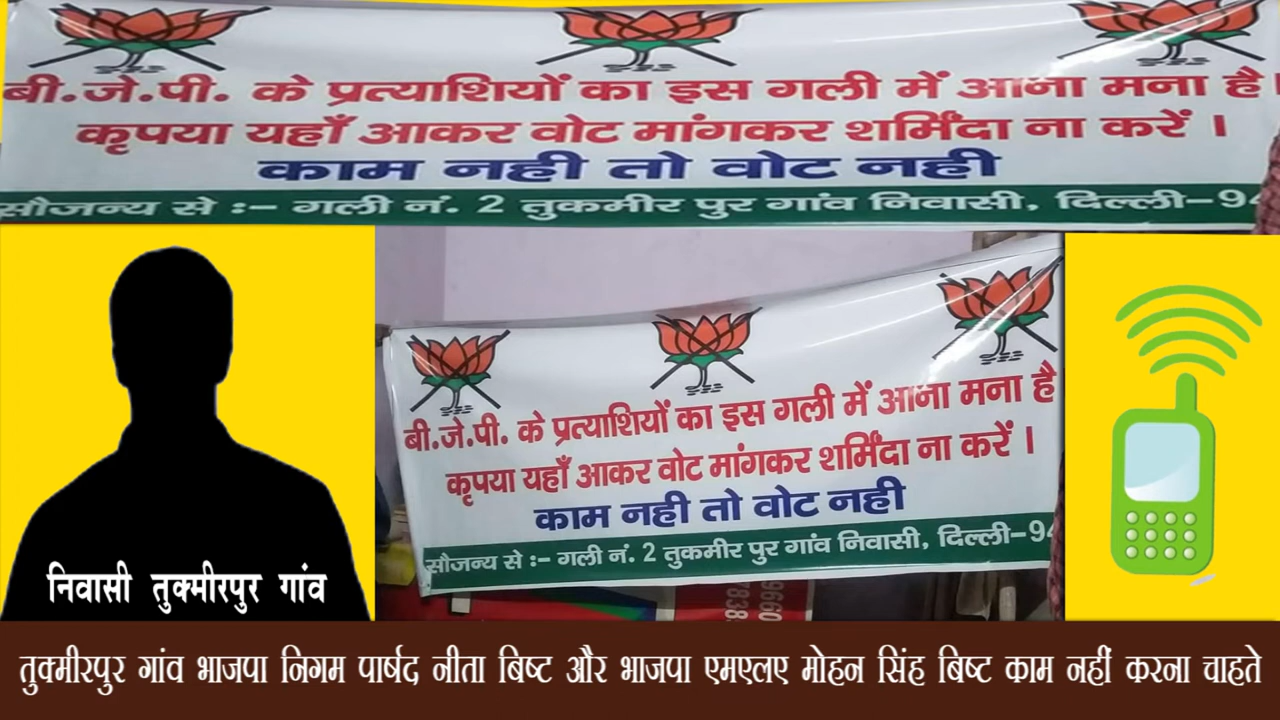 बी.जे.पी. के प्रत्याशियों का इस गली में आना मना है।
कृपया यहाँ आकर वोट मांगकर शर्मिंदा ना करें ।
काम नही तो वोट नही
सौजन्य से :- गली नं. 2 तुकमीर पुर गांव निवासी, दिल्ली-94
बी.जे.पी. के प्रत्याशियों का इस गली में आना मना है
कृपया यहाँ आकर वोट मांगकर शर्मिंदा ना करें ।
काम नही तो वोट नही
सौजन्य से :- गली नं. 2 तुकमीर पुर गांव निवासी, दिल्ली-94
9660
निवासी तुक्मीरपुर गांव
तुक्मीरपुर गांव भाजपा निगम पार्षद नीता बिष्ट और भाजपा एमएलए मोहन सिंह बिष्ट काम नहीं करना चाहते